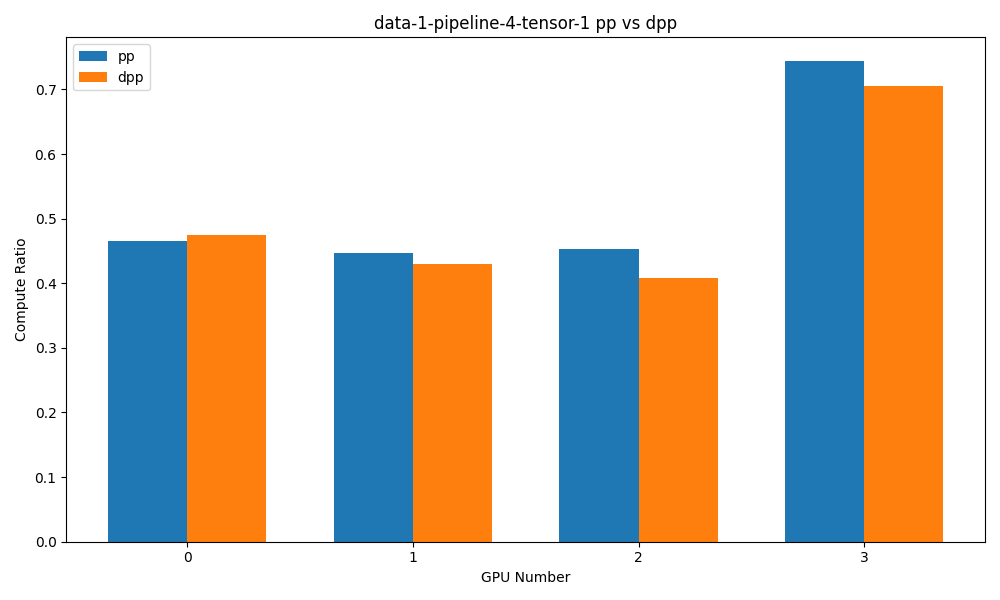 data-1-pipeline-4-tensor-1 pp vs dpp
pp
dpp
Compute Ratio
0.7
0.6
0.5
0.4
0.3
0.2
0.1
0.0
0 1 2 3
GPU Number